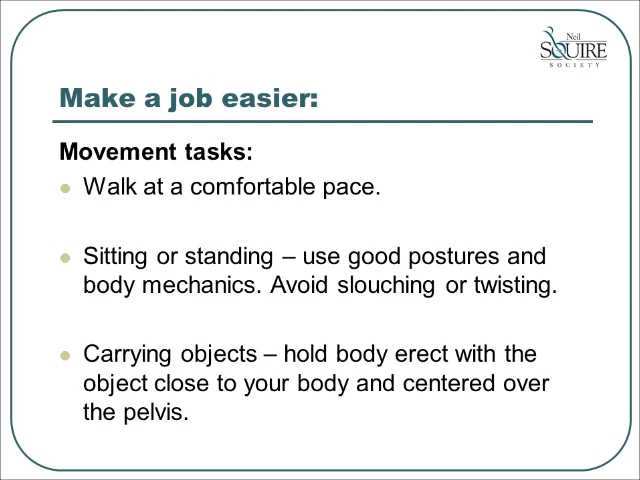 Neil
SQUIRE
SOCIETY
Make a job easier:
Movement tasks:
Walk at a comfortable pace.
Sitting or standing – use good postures and
body mechanics. Avoid slouching or twisting.
Carrying objects – hold body erect with the
object close to your body and centered over
the pelvis.